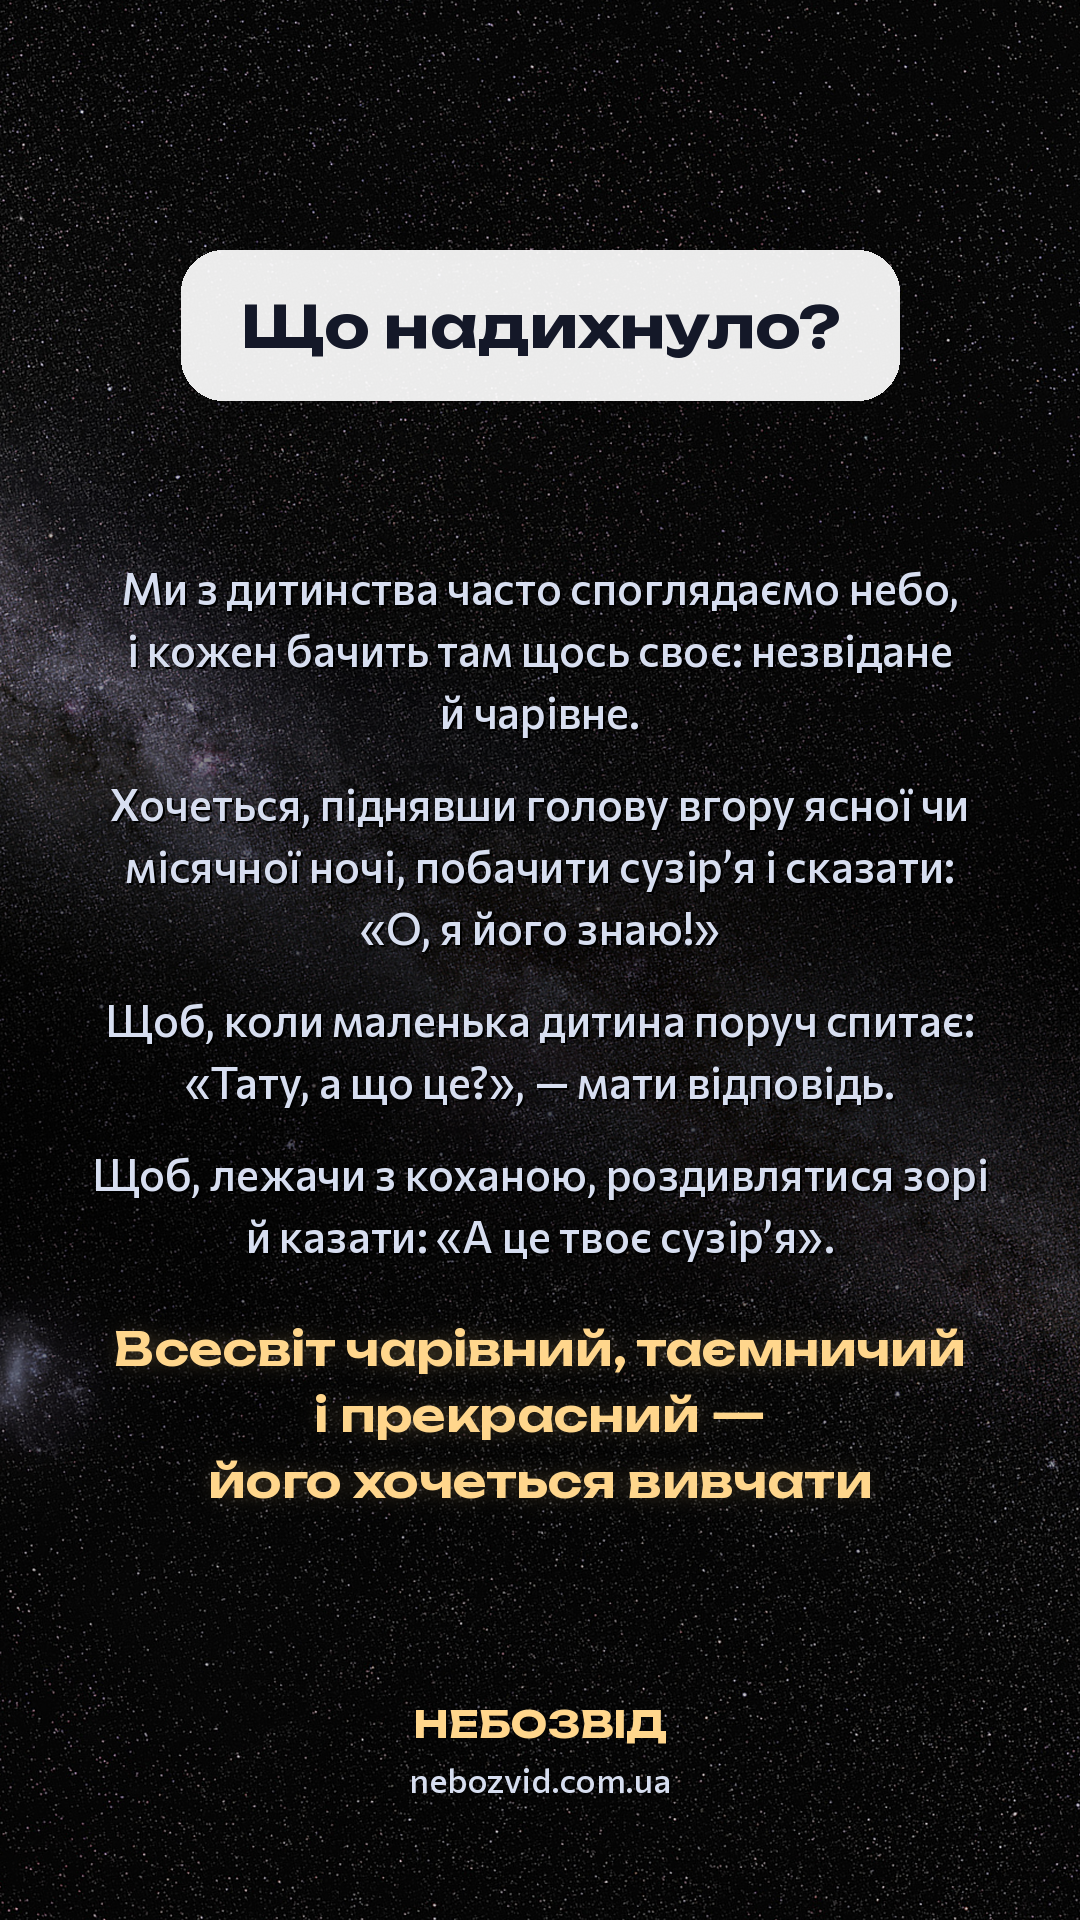 Що надихнуло?
Ми з дитинства часто споглядаємо небо,
і кожен бачить там щось своє: незвідане
й чарівне.
Хочеться, піднявши голову вгору ясної чи
місячної ночі, побачити сузір’я і сказати:
«О, я його знаю!»
Щоб, коли маленька дитина поруч спитає:
«Тату, а що це?», — мати відповідь.
Щоб, лежачи з коханою, роздивлятися зорі
й казати: «А це твоє сузір’я».
Всесвіт чарівний, таємничий
і прекрасний —
його хочеться вивчати
НЕБОЗВІД
nebozvid.com.ua